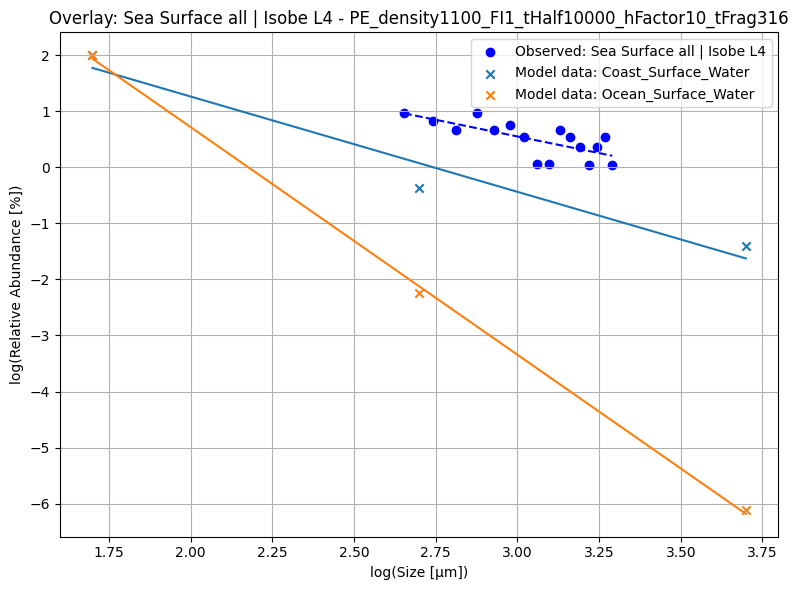 Overlay: Sea Surface all | Isobe L4 - PE_density1100_FI1_tHalf10000_hFactor10_tFrag316
Observed: Sea Surface all | Isobe L4
Model data: Coast_Surface_Water
Model data: Ocean_Surface_Water
log(Relative Abundance [%])
2
1
0
−1
−2
−3
−4
−5
−6
1.75 2.00 2.25 2.50 2.75 3.00 3.25 3.50 3.75
log(Size [μm])